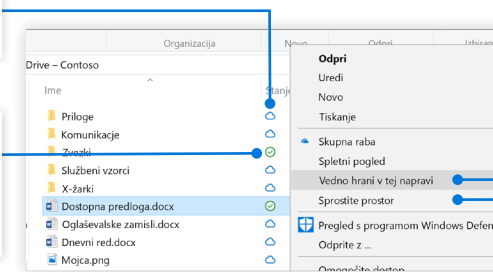 Organizacija Novo Odpri Izbiran
Drive – Contoso
Ime Stanje
Priloge
Komunikacije
Zvezki
Službeni vzorci
X-žarki
Dostopna predloga.docx
Oglaševalske zamisli.docx
Dnevni red.docx
Mojca.png
Odpri
Uredi
Novo
Tiskanje
Skupna raba
Spletni pogled
Vedno hrani v tej napravi
Sprostite prostor
Pregled s programom Windows Defen
Odprite z ...
Omogočite dostop